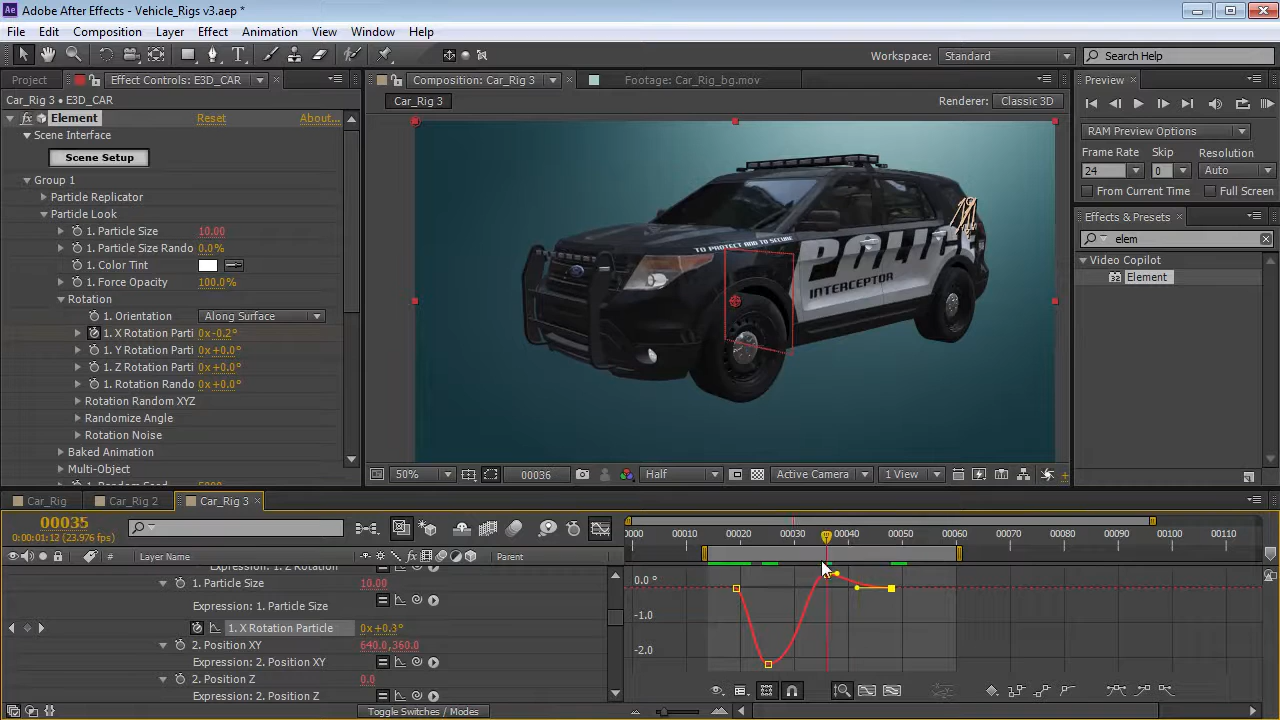 Adobe After Effects - Vehicle_Rigs v3.aep *
File Edit Composition Layer Effect Animation View Window Help
Workspace: Standard Search Help
Project Effect Controls: E3D_CAR
Composition: Car_Rig 3 Footage: Car_Rig_bg.mov
Preview
Car_Rig 3 • E3D_CAR
Car_Rig 3
Renderer: Classic 3D
fx Element Reset About...
Scene Interface
Scene Setup
Group 1
Particle Replicator
Particle Look
1. Particle Size 10.00
1. Particle Size Rando 0.0%
1. Color Tint
1. Force Opacity 100.0%
Rotation
1. Orientation Along Surface
1. X Rotation Parti 0x-0.2°
1. Y Rotation Parti 0x+0.0°
1. Z Rotation Parti 0x+0.0°
1. Rotation Rando 0x+0.0°
Rotation Random XYZ
Randomize Angle
Rotation Noise
Baked Animation
Multi-Object
TO PROTECT AND TO SERVE
POLICE
INTERCEPTOR
RAM Preview Options
Frame Rate Skip Resolution
24 0 Auto
From Current Time Full Screen
Effects & Presets
elem
Video Copilot
Element
50% 00036 Half Active Camera 1 View
Car_Rig Car_Rig 2 Car_Rig 3
00035
0:00:01:12 (23.976 fps)
# Layer Name Parent
1. Particle Size 10.00
Expression: 1. Particle Size
1. X Rotation Particle 0x+0.3°
2. Position XY 640.0,360.0
Expression: 2. Position XY
2. Position Z 0.0
Expression: 2. Position Z
Toggle Switches / Modes
0000 00010 00020 00030 00040 00050 00060 00070 00080 00090 00100 00110
0.0 °
-1.0
-2.0